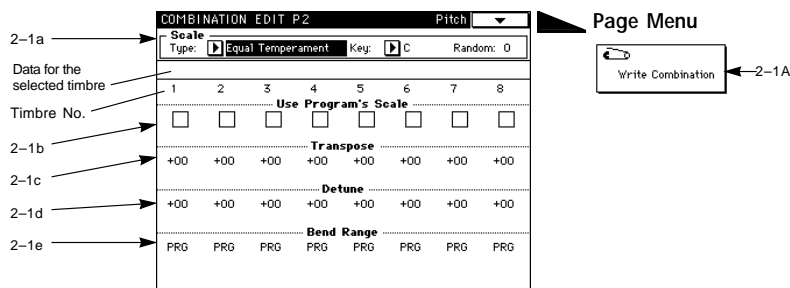 COMBINATION EDIT P2 Pitch
Page Menu
2–1a
Scale
Type: Equal Temperament Key: C Random: 0
Write Combination
2–1A
Data for the
selected timbre
Timbre No.
1 2 3 4 5 6 7 8
Use Program's Scale
2–1b
Transpose
2–1c
+00 +00 +00 +00 +00 +00 +00 +00
Detune
2–1d
+00 +00 +00 +00 +00 +00 +00 +00
Bend Range
2–1e
PRG PRG PRG PRG PRG PRG PRG PRG